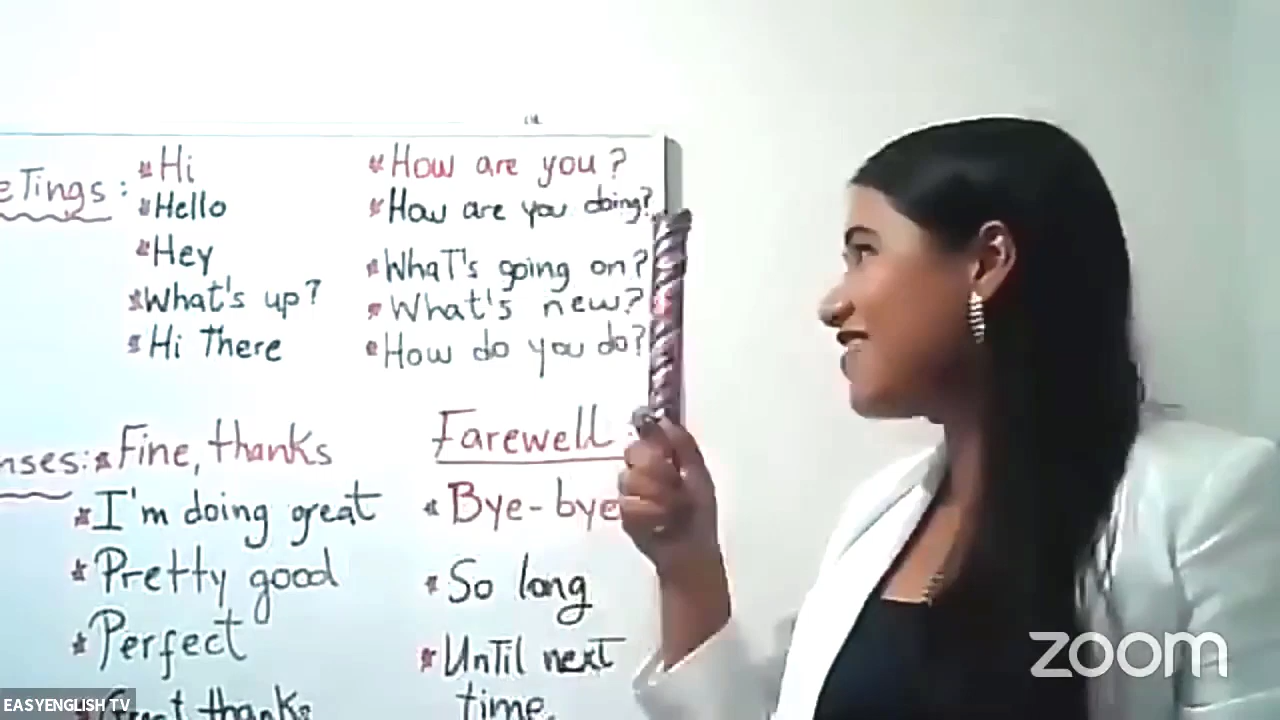 eTings:
*Hi
*Hello
*Hey
*What's up?
*Hi There
*How are you?
*How are you doing?
*WhaT's going on?
*What's new?
*How do you do?
nses:
*Fine, thanks
*I'm doing great
*Pretty good
*Perfect
thanks
Farewell
*Bye-bye
*So long
*UnTil next
time.
EASYENGLISH TV
zoom